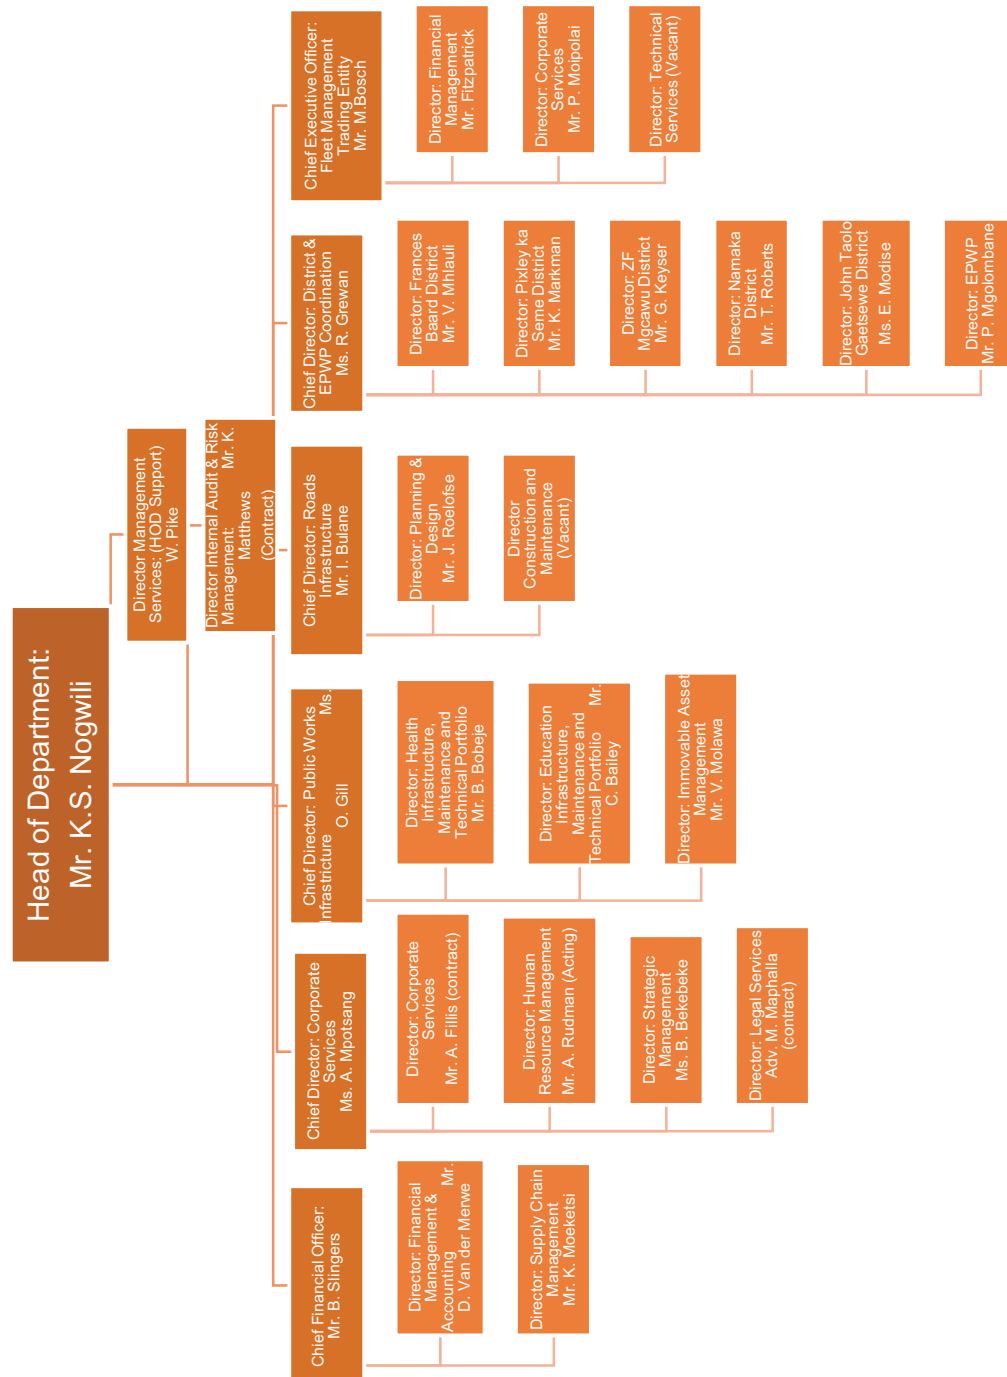 Head of Department:
Mr. K.S. Nogwili
Director Management
Services: (HOD Support)
W. Pike
Director Internal Audit & Risk
Management: Mr. K.
Matthews
(Contract)
Chief Financial Officer:
Mr. B. Slingers
Director: Financial
Management &
Accounting Mr.
D. Van der Merwe
Director: Supply Chain
Management
Mr. K. Moeketsi
Chief Director: Corporate
Services
Ms. A. Mpotsang
Director: Corporate
Services
Mr. A. Fillis (contract)
Director: Human
Resource Management
Mr. A. Rudman (Acting)
Director: Strategic
Management
Ms. B. Bekebeke
Director: Legal Services
Adv. M. Maphalla
(contract)
Chief Director: Public Works
Infrastricture Ms.
O. Gill
Director: Health
Infrastructure,
Maintenance and
Technical Portfolio
Mr. B. Bobeje
Director: Education
Infrastructure,
Maintenance and
Technical Portfolio Mr.
C. Bailey
Director: Immovable Asset
Management
Mr. V. Molawa
Chief Director: Roads
Infrastructure
Mr. I. Bulane
Director: Planning &
Design
Mr. J. Roelofse
Director
Construction and
Maintenance
(Vacant)
Chief Director: District &
EPWP Coordination
Ms. R. Grewan
Director: Frances
Baard District
Mr. V. Mhlauli
Director: Pixley ka
Seme District
Mr. K. Markman
Director: ZF
Mgcawu District
Mr. G. Keyser
Director: Namaka
District
Mr. T. Roberts
Director: John Taolo
Gaetsewe District
Ms. E. Modise
Director: EPWP
Mr. P. Mgolombane
Chief Executive Officer:
Fleet Management
Trading Entity
Mr. M.Bosch
Director: Financial
Management
Mr. Fitzpatrick
Director: Corporate
Services
Mr. P. Moipolai
Director: Technical
Services (Vacant)